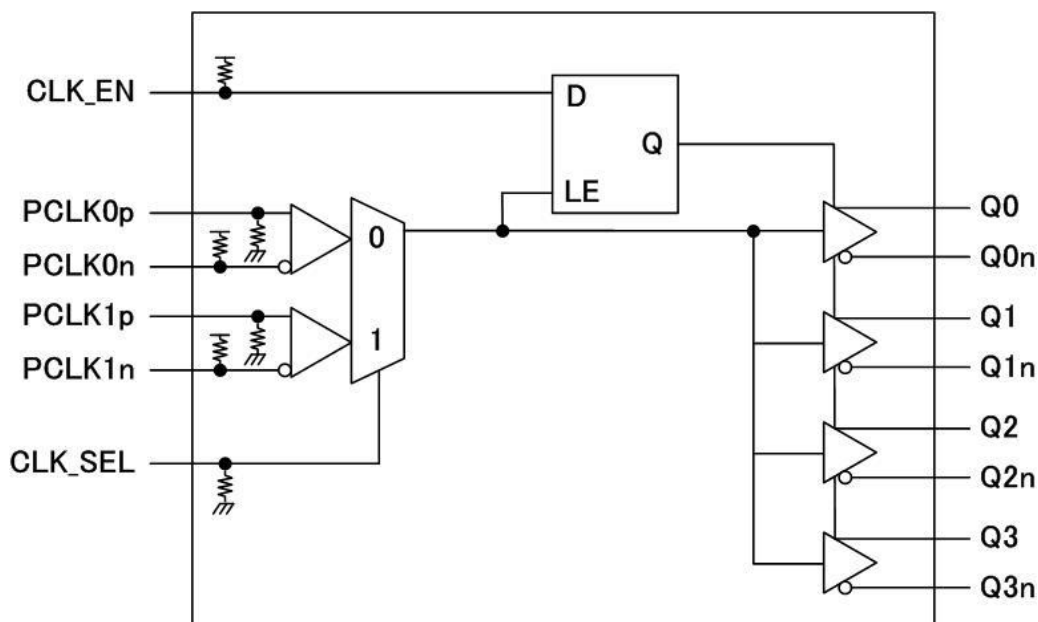 CLK_EN
D
Q
LE
PCLK0p
PCLK0n
PCLK1p
PCLK1n
CLK_SEL
0
1
Q0
Q0n
Q1
Q1n
Q2
Q2n
Q3
Q3n